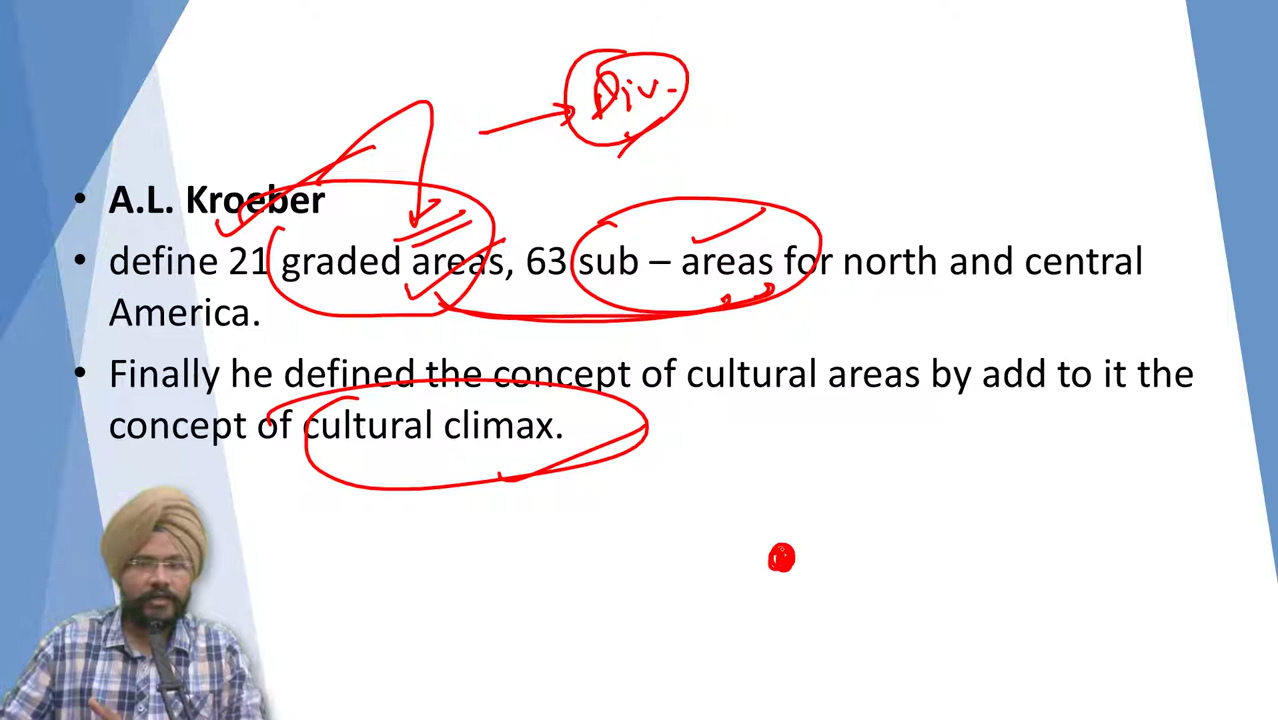 Div.
• A.L. Kroeber
• define 21 graded areas, 63 sub – areas for north and central
America.
• Finally he defined the concept of cultural areas by add to it the
concept of cultural climax.